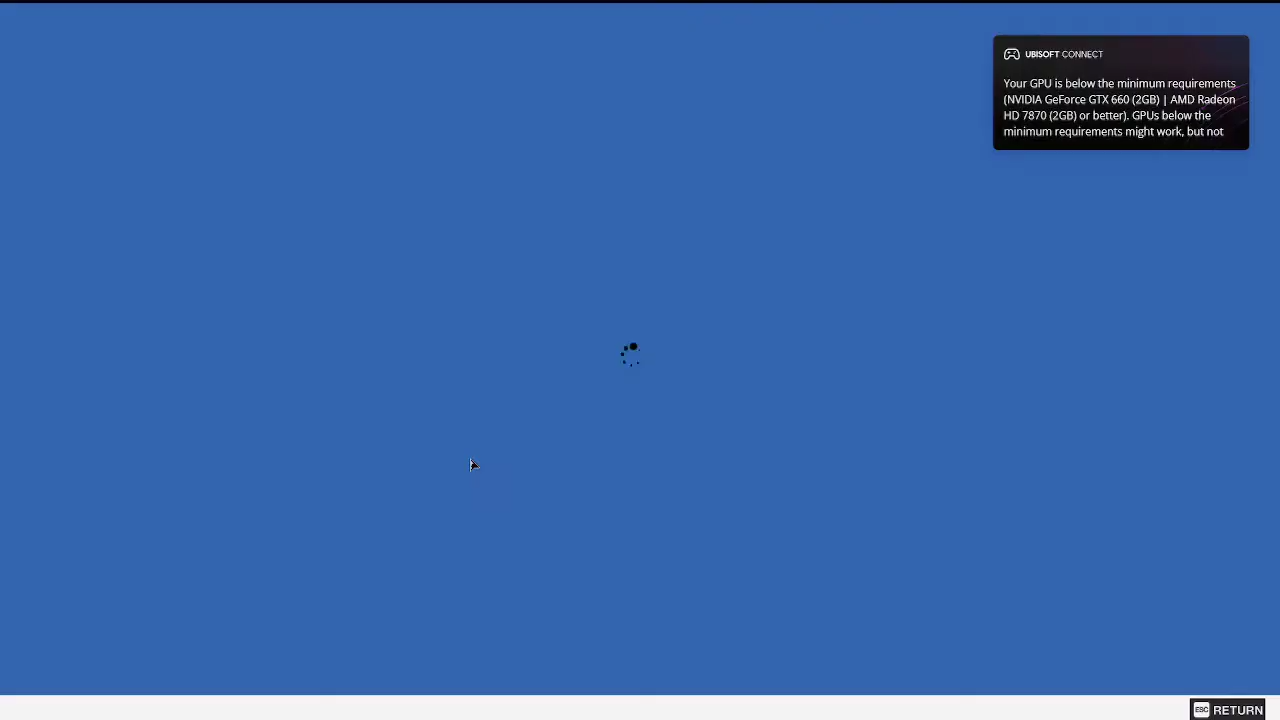 UBISOFT CONNECT
Your GPU is below the minimum requirements
(NVIDIA GeForce GTX 660 (2GB) | AMD Radeon
HD 7870 (2GB) or better). GPUs below the
minimum requirements might work, but not
ESC RETURN